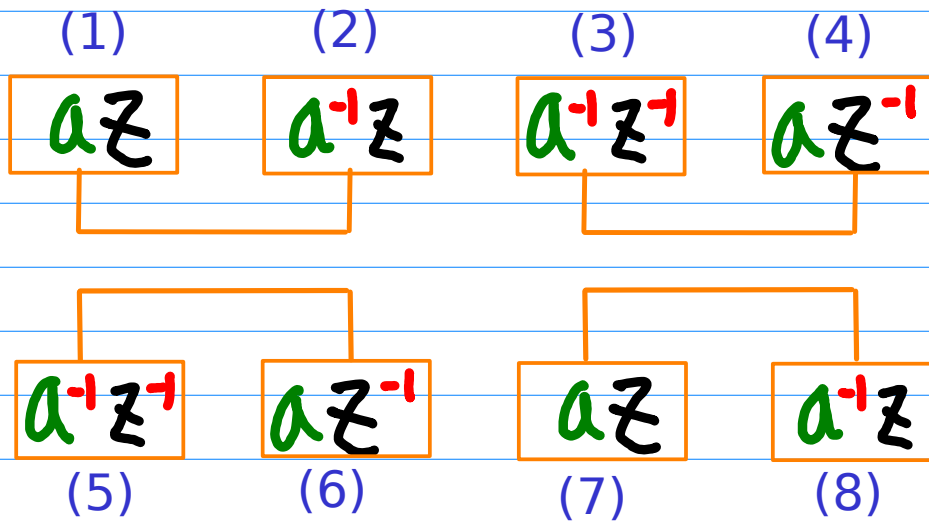 (1) (2) (3) (4)
az a⁻¹z a⁻¹z⁻¹ az⁻¹
a⁻¹z⁻¹ az⁻¹ az a⁻¹z
(5) (6) (7) (8)